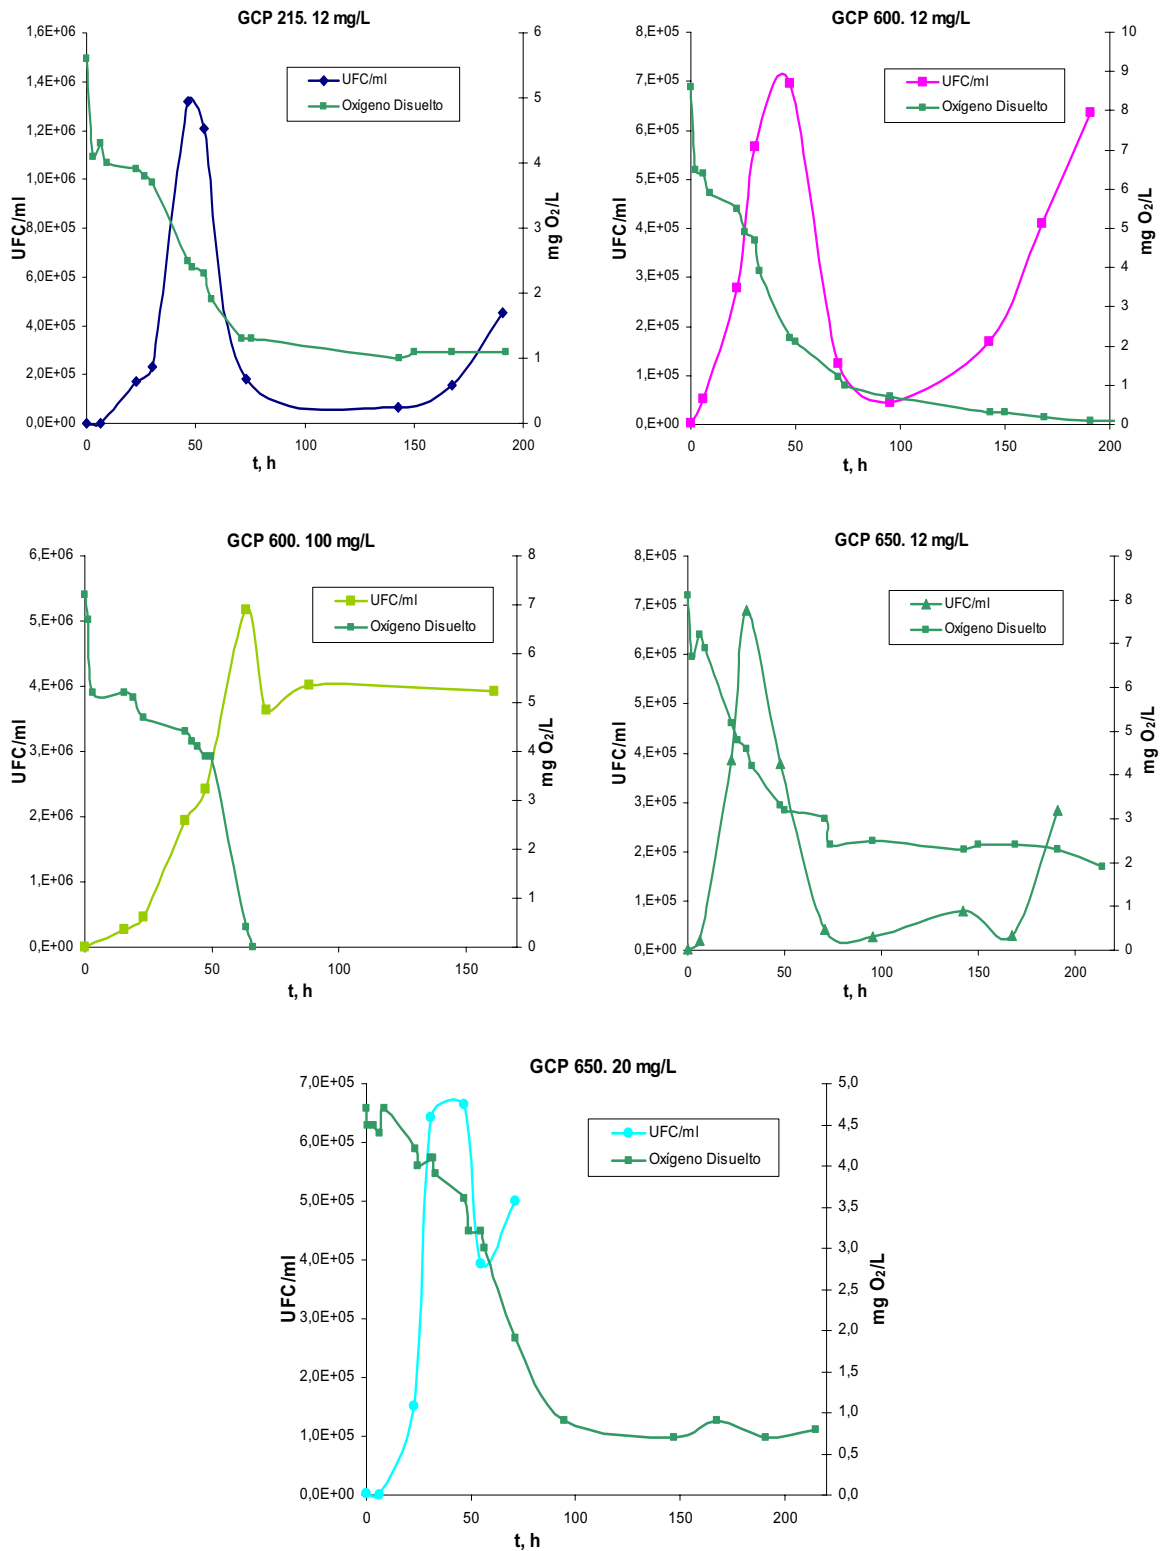 GCP 215. 12 mg/L
1,6E+06
1,4E+06
1,2E+06
1,0E+06
8,0E+05
6,0E+05
4,0E+05
2,0E+05
0,0E+00
UFC/ml
6
5
4
3
2
1
0
mg O₂/L
UFC/ml
Oxígeno Disuelto
0 50 100 150 200
t, h
GCP 600. 12 mg/L
8,E+05
7,E+05
6,E+05
5,E+05
4,E+05
3,E+05
2,E+05
1,E+05
0,E+00
UFC/ml
10
9
8
7
6
5
4
3
2
1
0
mg O₂/L
UFC/ml
Oxígeno Disuelto
0 50 100 150 200
t, h
GCP 600. 100 mg/L
6,E+06
5,E+06
4,E+06
3,E+06
2,E+06
1,E+06
0,E+00
UFC/ml
8
7
6
5
4
3
2
1
0
mg O₂/L
UFC/ml
Oxígeno Disuelto
0 50 100 150
t, h
GCP 650. 12 mg/L
8,E+05
7,E+05
6,E+05
5,E+05
4,E+05
3,E+05
2,E+05
1,E+05
0,E+00
UFC/ml
9
8
7
6
5
4
3
2
1
0
mg O₂/L
UFC/ml
Oxígeno Disuelto
0 50 100 150 200
t, h
GCP 650. 20 mg/L
7,0E+05
6,0E+05
5,0E+05
4,0E+05
3,0E+05
2,0E+05
1,0E+05
0,0E+00
UFC/ml
5,0
4,5
4,0
3,5
3,0
2,5
2,0
1,5
1,0
0,5
0,0
mg O₂/L
UFC/ml
Oxígeno Disuelto
0 50 100 150 200
t, h